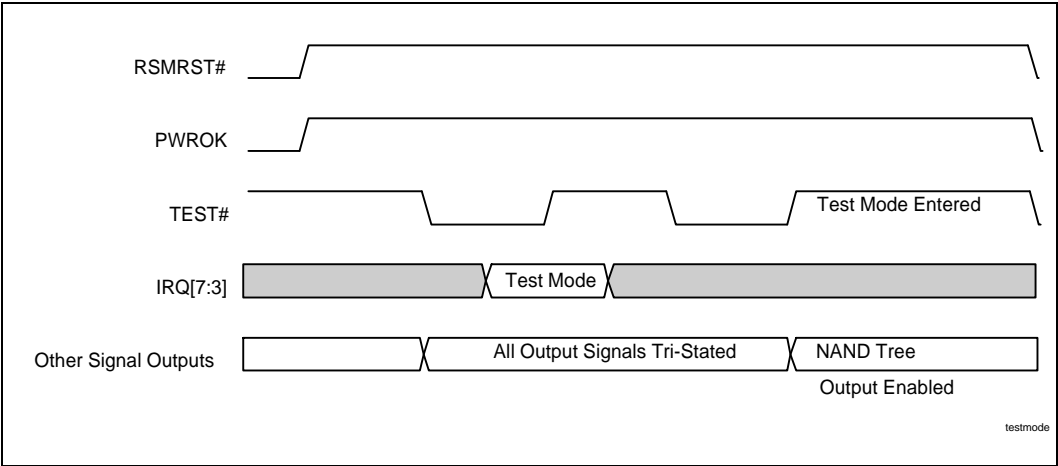 RSMRST#
PWROK
TEST#
Test Mode Entered
IRQ[7:3]
Test Mode
Other Signal Outputs
All Output Signals Tri-Stated
NAND Tree
Output Enabled
testmode